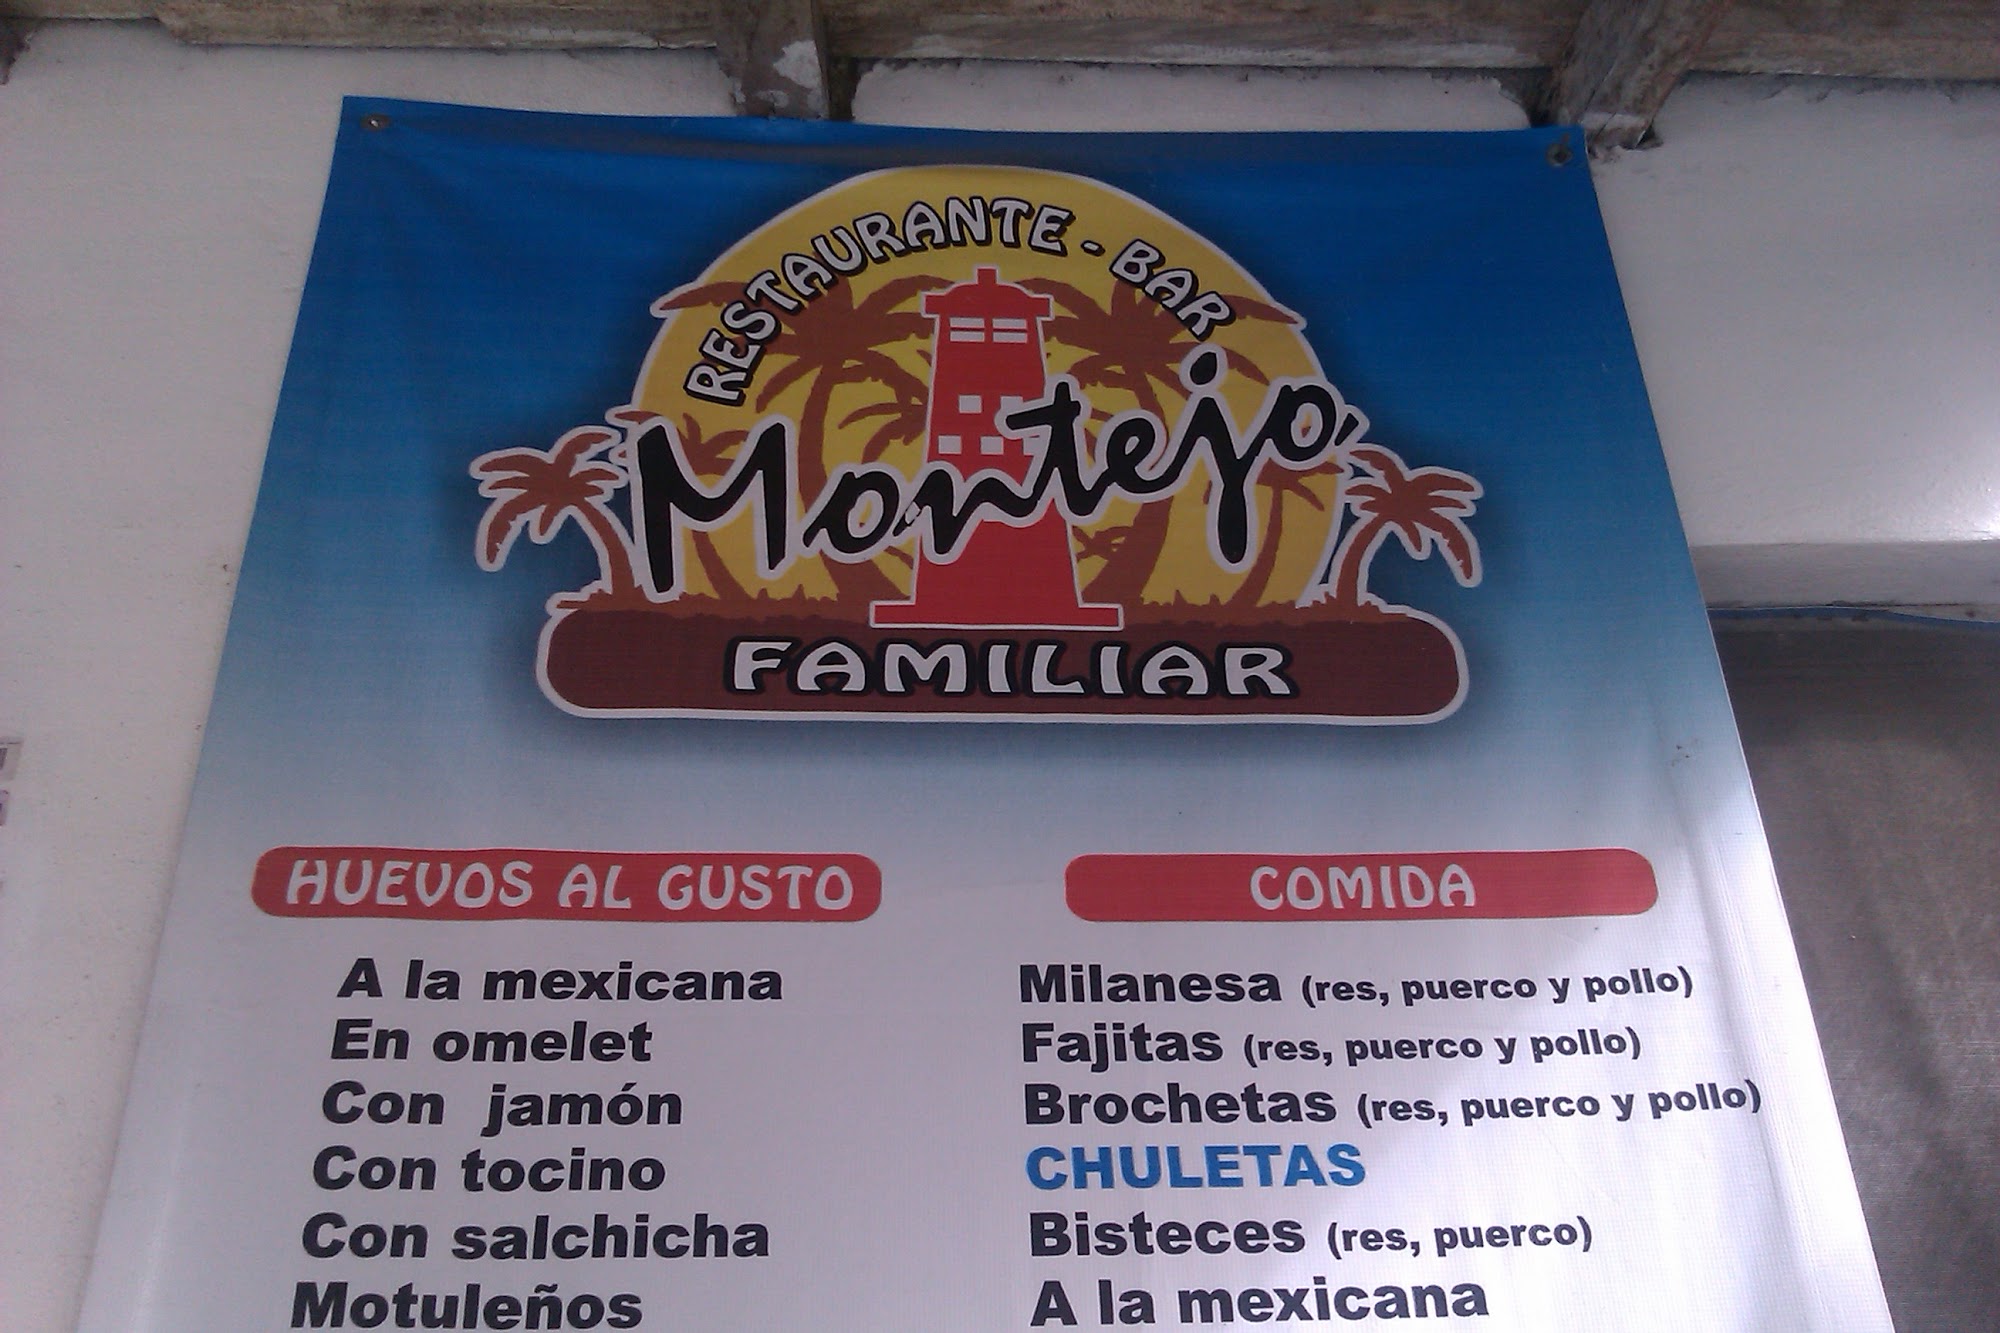 RESTAURANTE - BAR
Montejo,
FAMILIAR
HUEVOS AL GUSTO
A la mexicana
En omelet
Con jamón
Con tocino
Con salchicha
Motuleños
COMIDA
Milanesa (res, puerco y pollo)
Fajitas (res, puerco y pollo)
Brochetas (res, puerco y pollo)
CHULETAS
Bisteces (res, puerco)
A la mexicana